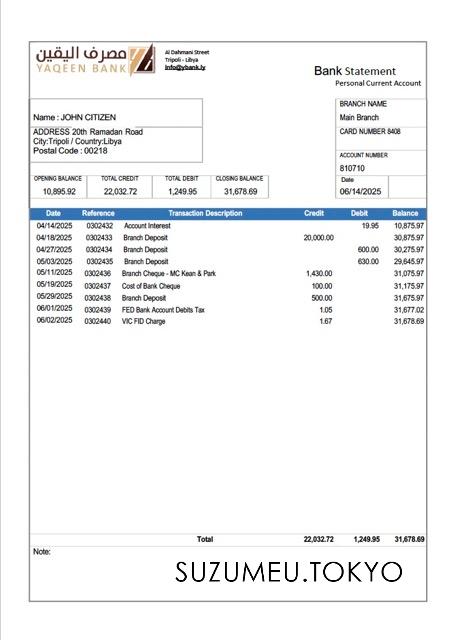 مصرف اليقين
YAQEEN BANK
Al Dahmani Street
Tripoli - Libya
info@ybank.ly
Bank Statement
Personal Current Account
Name : JOHN CITIZEN
ADDRESS 20th Ramadan Road
City:Tripoli / Country:Libya
Postal Code : 00218
BRANCH NAME
Main Branch
CARD NUMBER 8408
ACCOUNT NUMBER
810710
Date
06/14/2025
OPENING BALANCE TOTAL CREDIT TOTAL DEBIT CLOSING BALANCE
10,895.92 22,032.72 1,249.95 31,678.69
Date Reference Transaction Description Credit Debit Balance
04/14/2025 0302432 Account Interest 19.95 10,875.97
04/18/2025 0302433 Branch Deposit 20,000.00 30,875.97
04/27/2025 0302434 Branch Deposit 600.00 30,275.97
05/03/2025 0302435 Branch Deposit 630.00 29,645.97
05/11/2025 0302436 Branch Cheque - MC Kean & Park 1,430.00 31,075.97
05/19/2025 0302437 Cost of Bank Cheque 100.00 31,175.97
05/29/2025 0302438 Branch Deposit 500.00 31,675.97
06/01/2025 0302439 FED Bank Account Debits Tax 1.05 31,677.02
06/02/2025 0302440 VIC FID Charge 1.67 31,678.69
Total 22,032.72 1,249.95 31,678.69
Note:
SUZUMEU.TOKYO